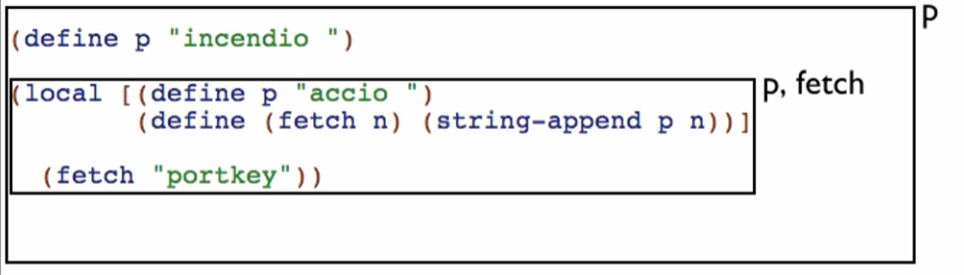 p
(define p "incendio ")
(local [(define p "accio ")
(define (fetch n) (string-append p n))]
p, fetch
(fetch "portkey"))